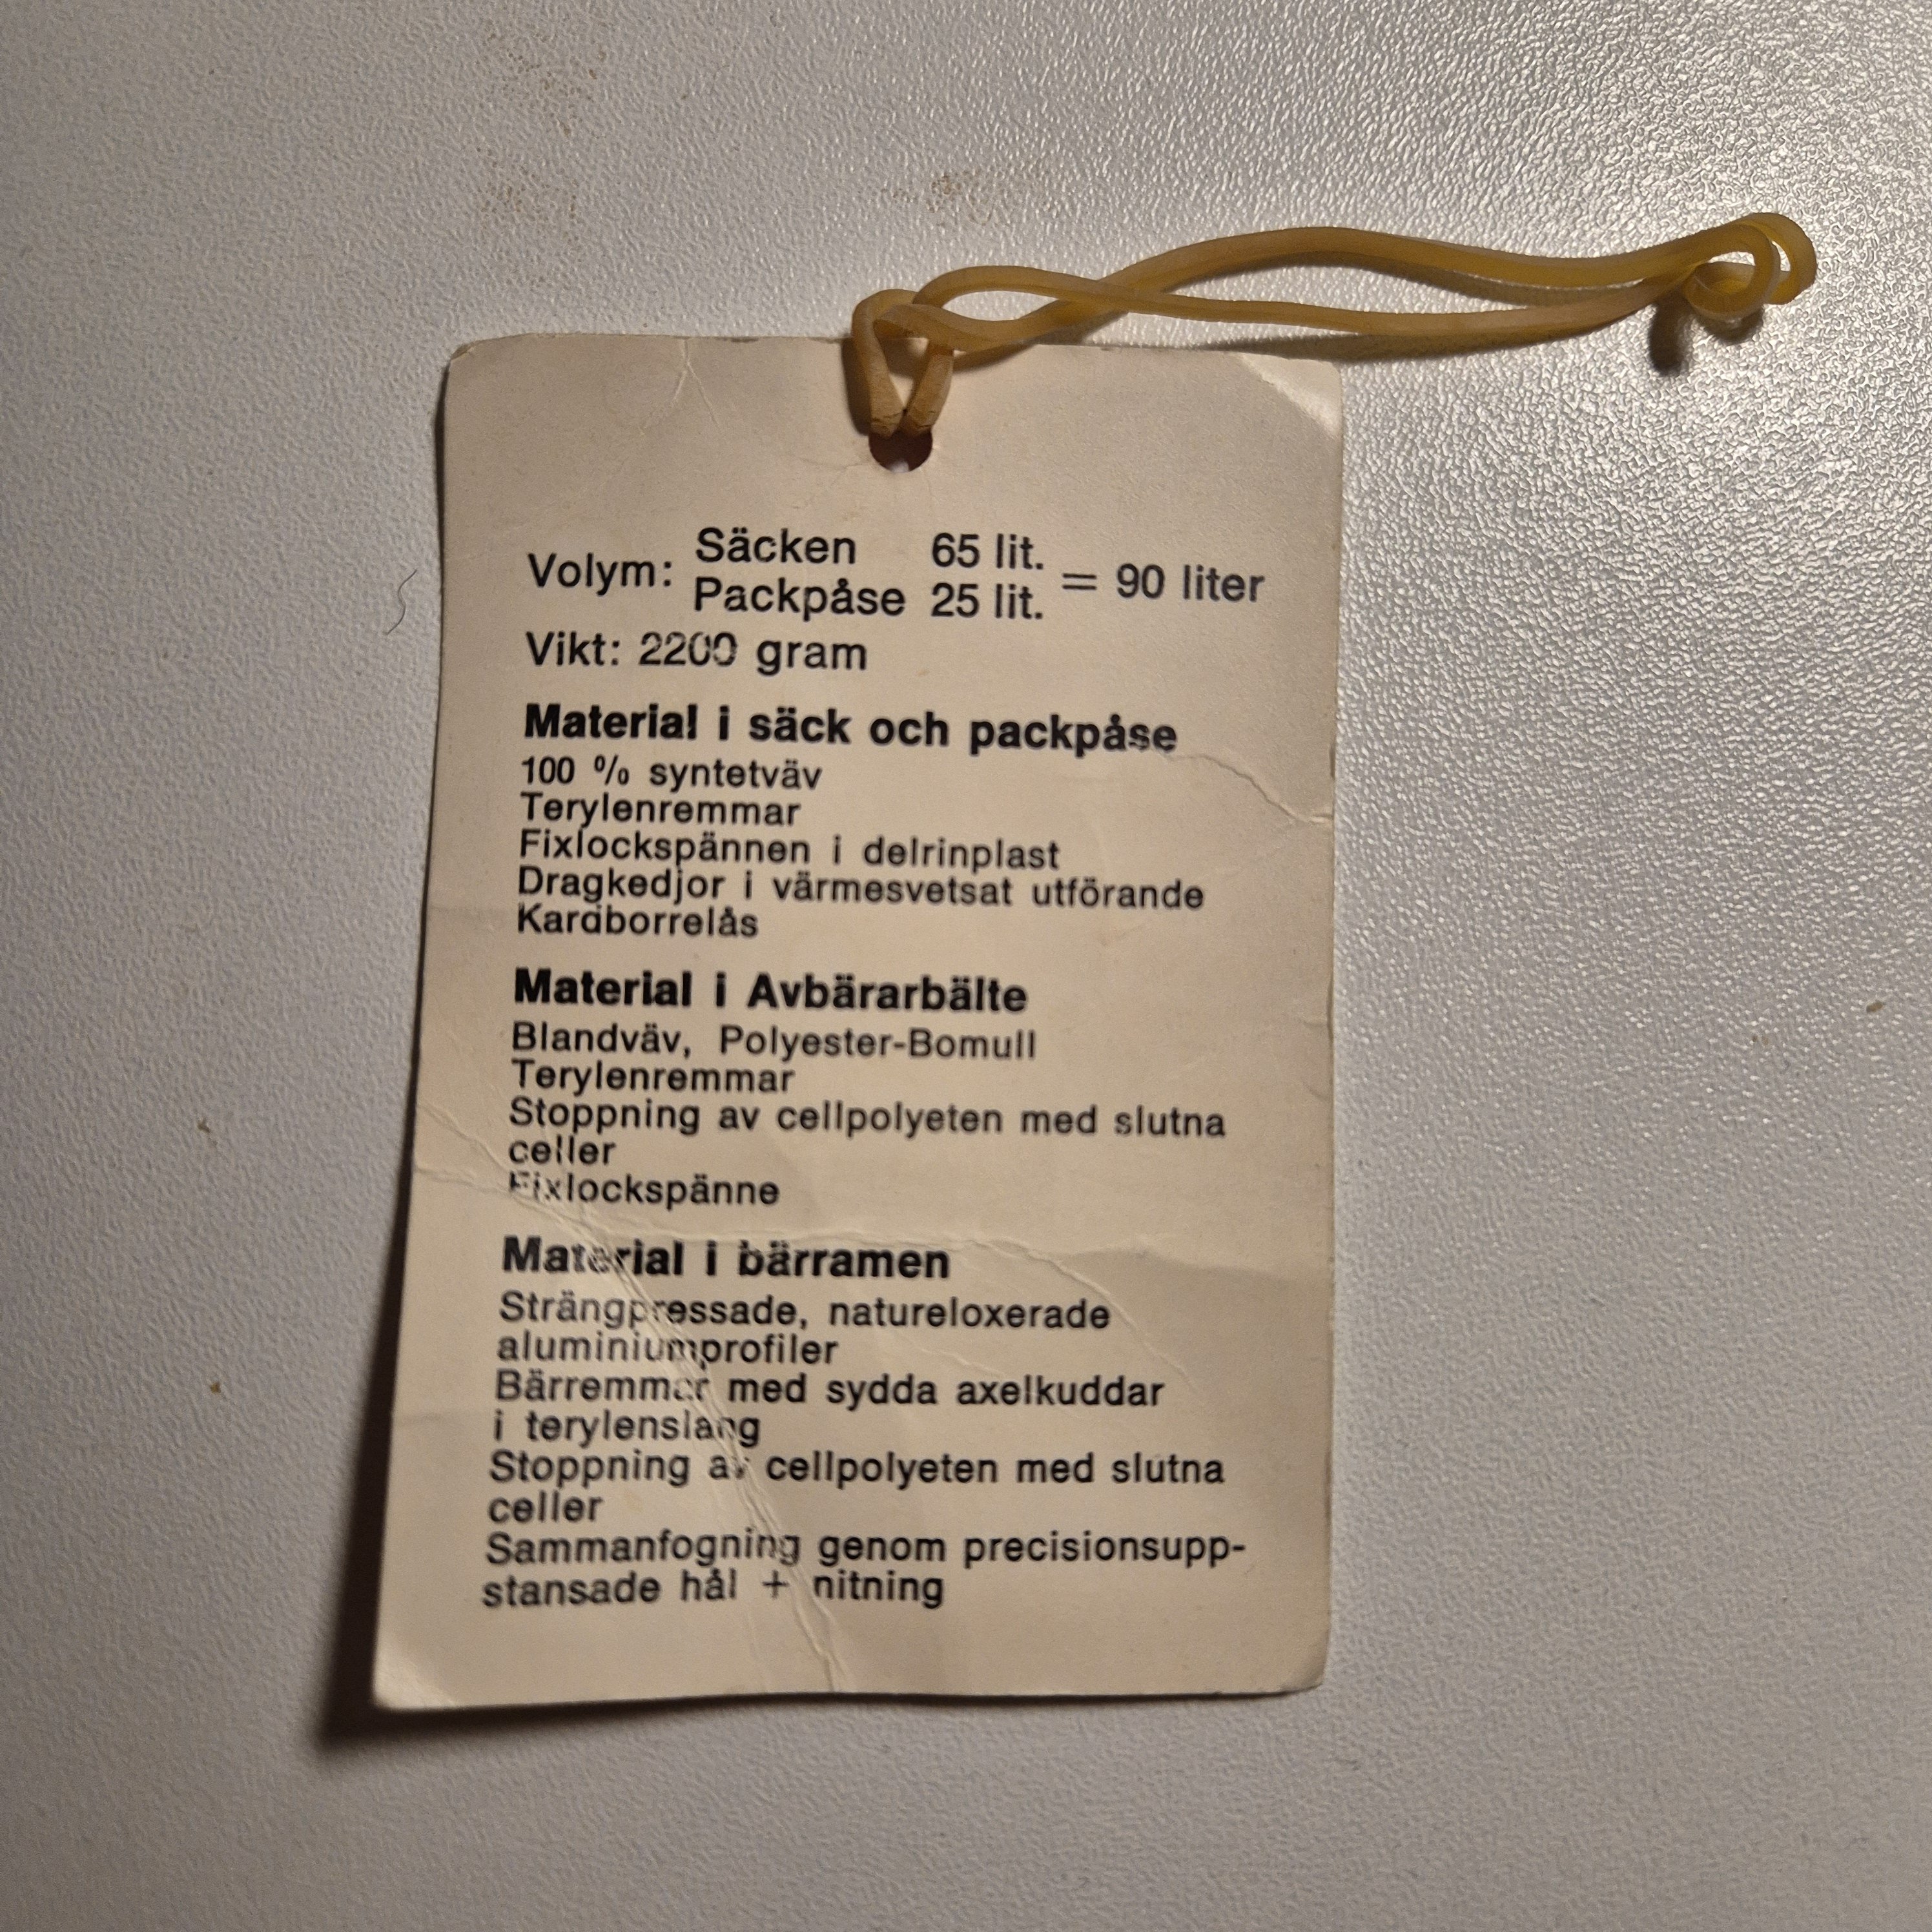 Volym: Säcken 65 lit. = 90 liter
Packpåse 25 lit.
Vikt: 2200 gram
Material i säck och packpåse
100 % syntetväv
Terylenremmar
Fixlockspännen i delrinplast
Dragkedjor i värmesvetsat utförande
Kardborrelås
Material i Avbärarbälte
Blandväv, Polyester-Bomull
Terylenremmar
Stoppning av cellpolyeten med slutna
celler
Fixlockspänne
Material i bärramen
Strängpressade, natureloxerade
aluminiumprofiler
Bärremmar med sydda axelkuddar
i terylenslang
Stoppning av cellpolyeten med slutna
celler
Sammanfogning genom precisionsupp-
stansade hål + nitning